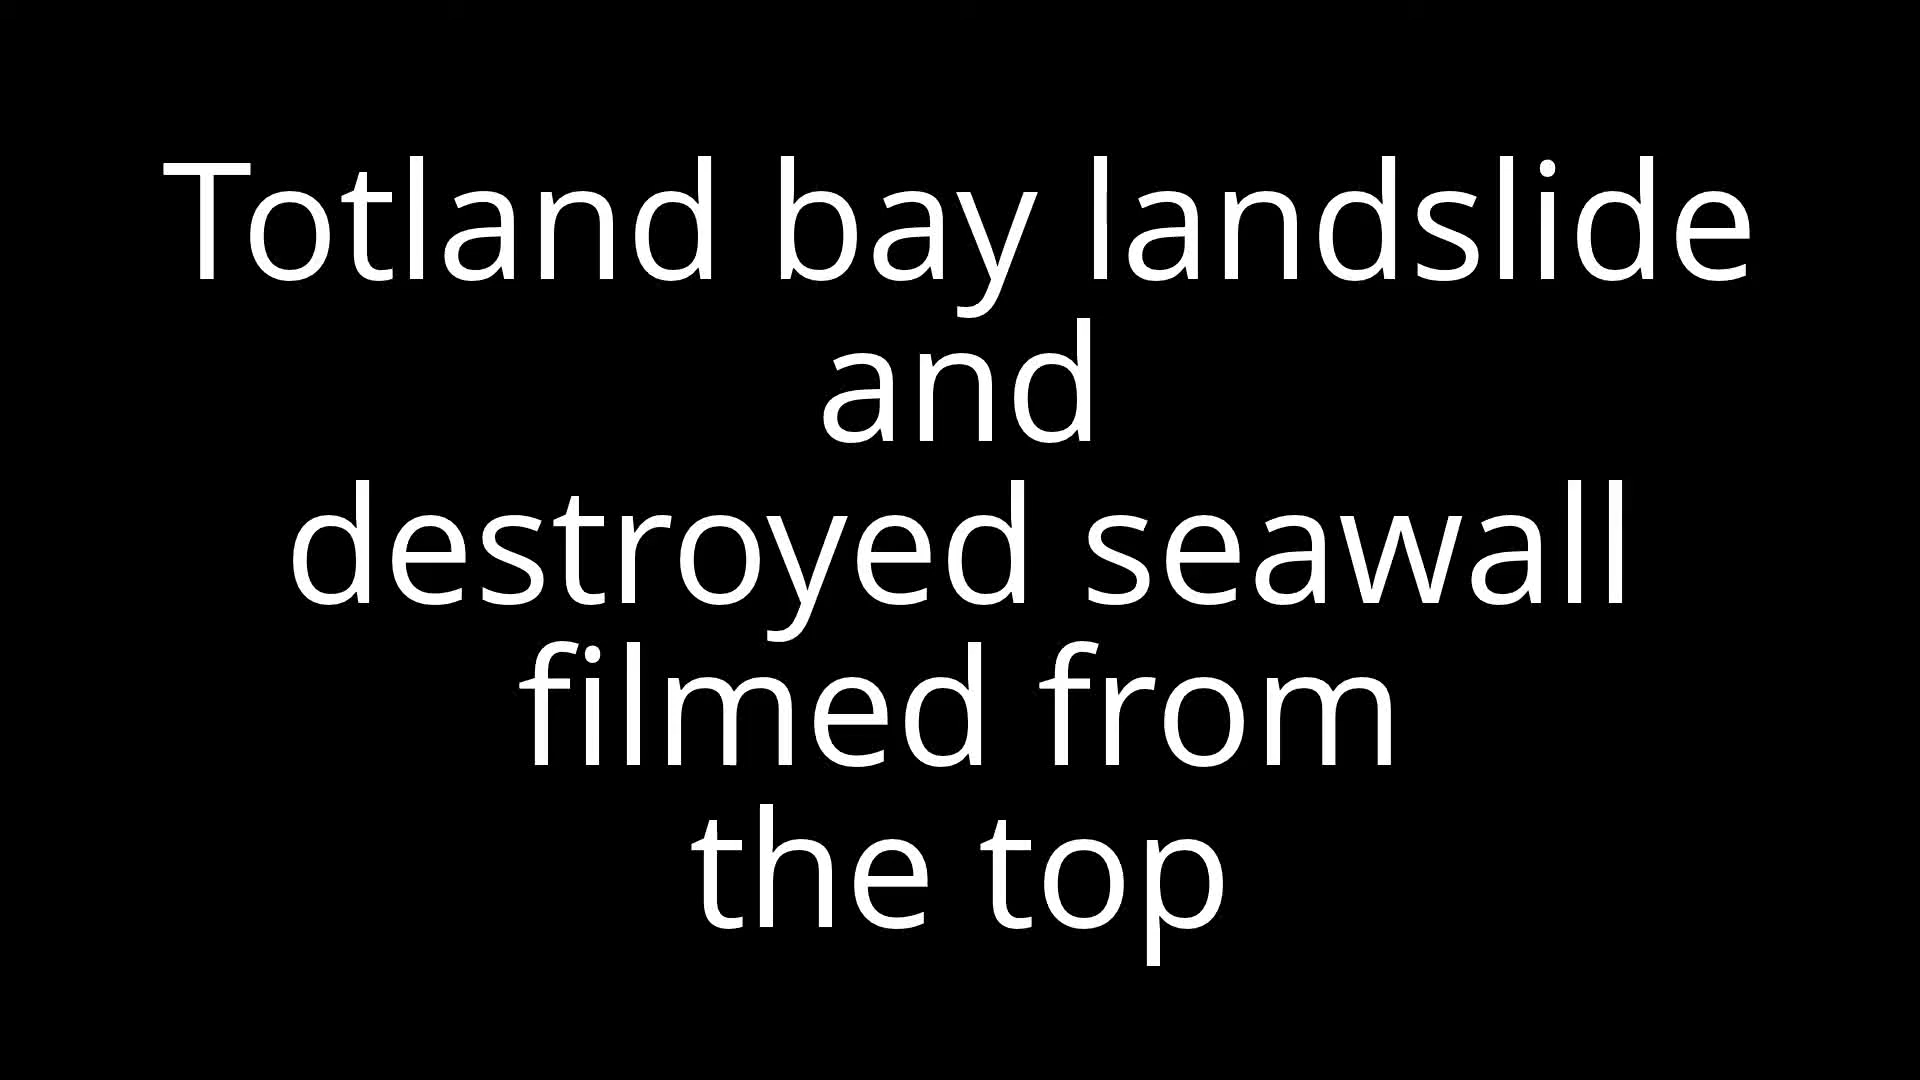 Totland bay landslide
and
destroyed seawall
filmed from
the top